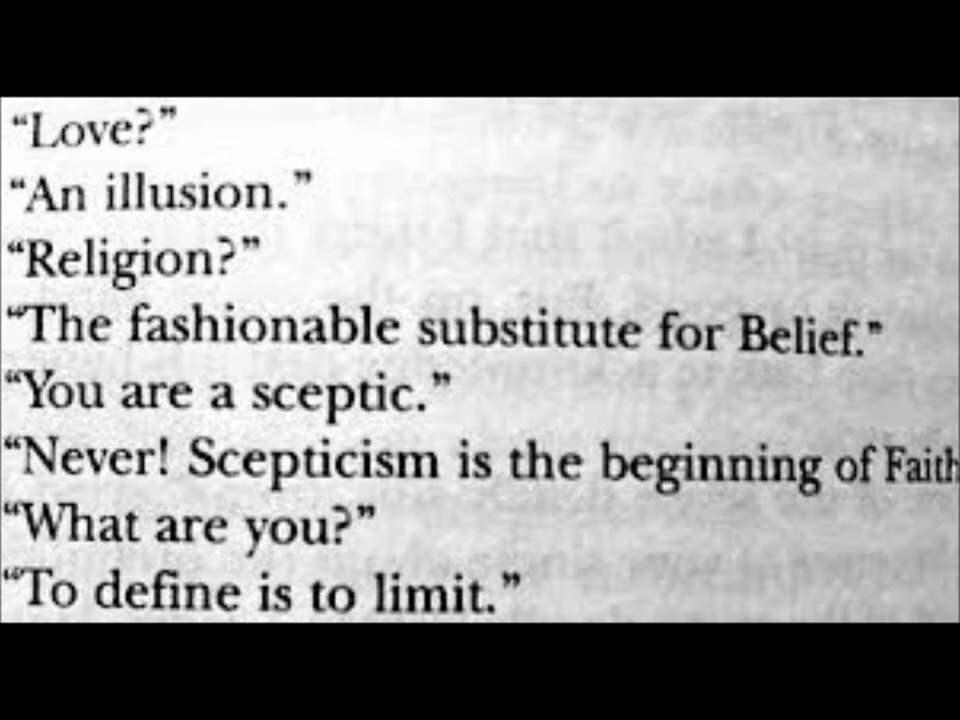 “Love?”
“An illusion.”
“Religion?”
“The fashionable substitute for Belief.”
“You are a sceptic.”
“Never! Scepticism is the beginning of Faith
“What are you?”
“To define is to limit.”